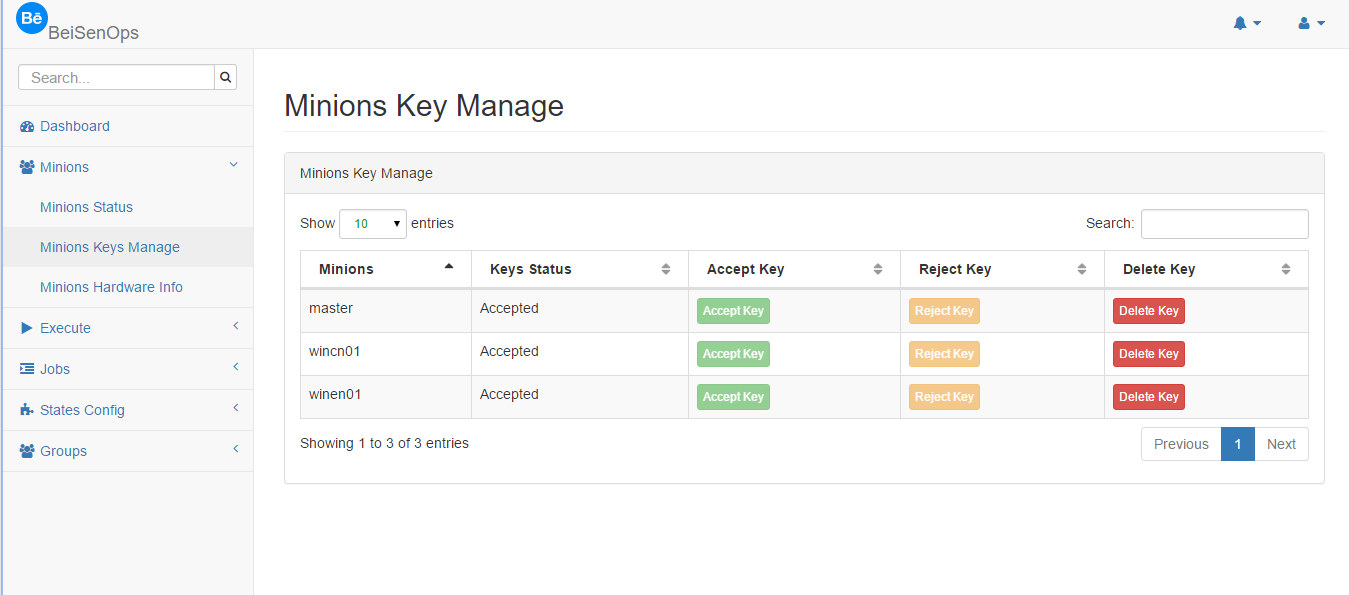 Bē BeiSenOps
Search...
Dashboard
Minions
Minions Status
Minions Keys Manage
Minions Hardware Info
Execute
Jobs
States Config
Groups
Minions Key Manage
Minions Key Manage
Show 10 entries Search:
Minions Keys Status Accept Key Reject Key Delete Key
master Accepted Accept Key Reject Key Delete Key
wincn01 Accepted Accept Key Reject Key Delete Key
winen01 Accepted Accept Key Reject Key Delete Key
Showing 1 to 3 of 3 entries Previous 1 Next